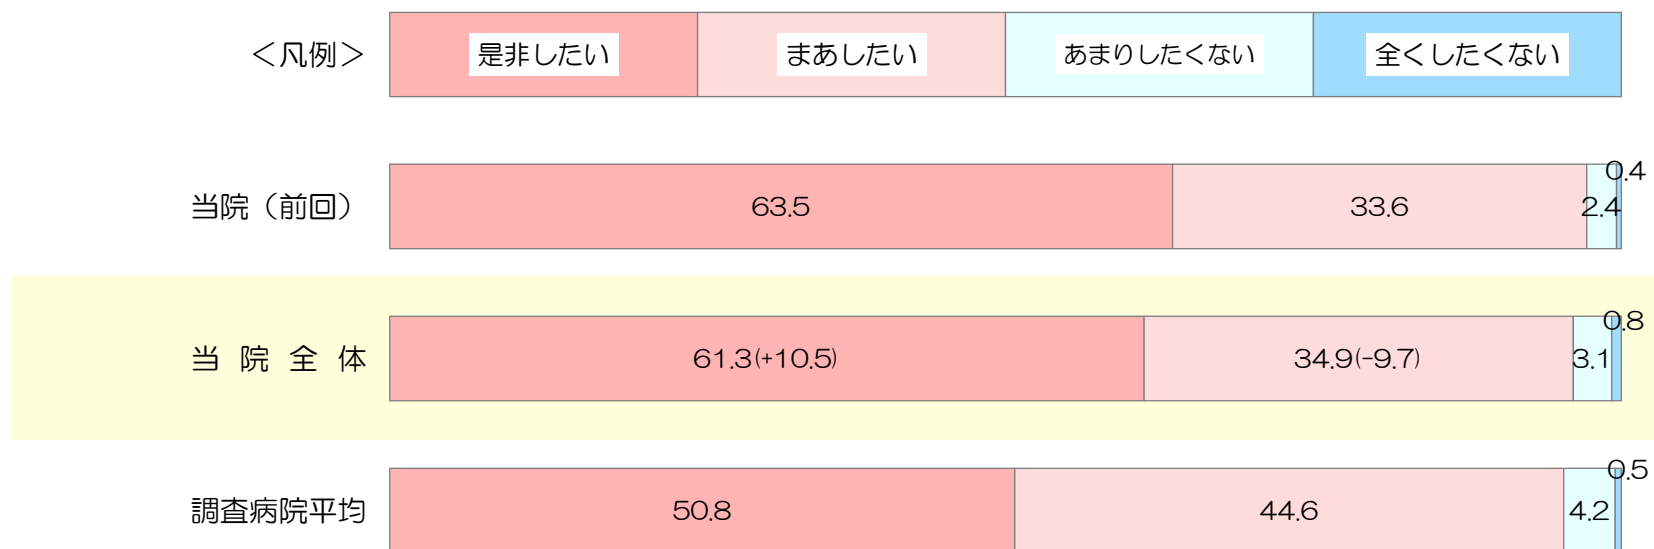 ＜凡例＞ 是非したい まあしたい あまりしたくない 全くしたくない
当院（前回） 63.5 33.6 2.4 0.4
当院全体 61.3(+10.5) 34.9(-9.7) 3.1 0.8
調査病院平均 50.8 44.6 4.2 0.5